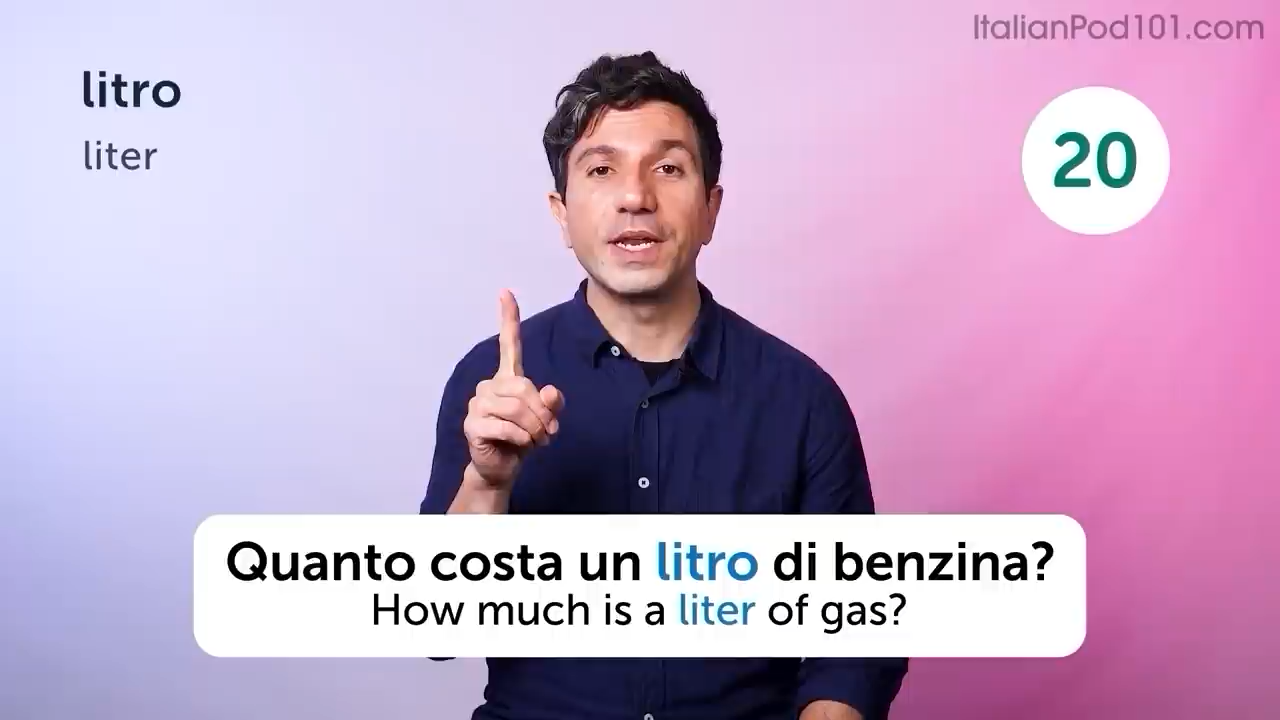 ItalianPod101.com
litro
liter
20
Quanto costa un litro di benzina?
How much is a liter of gas?